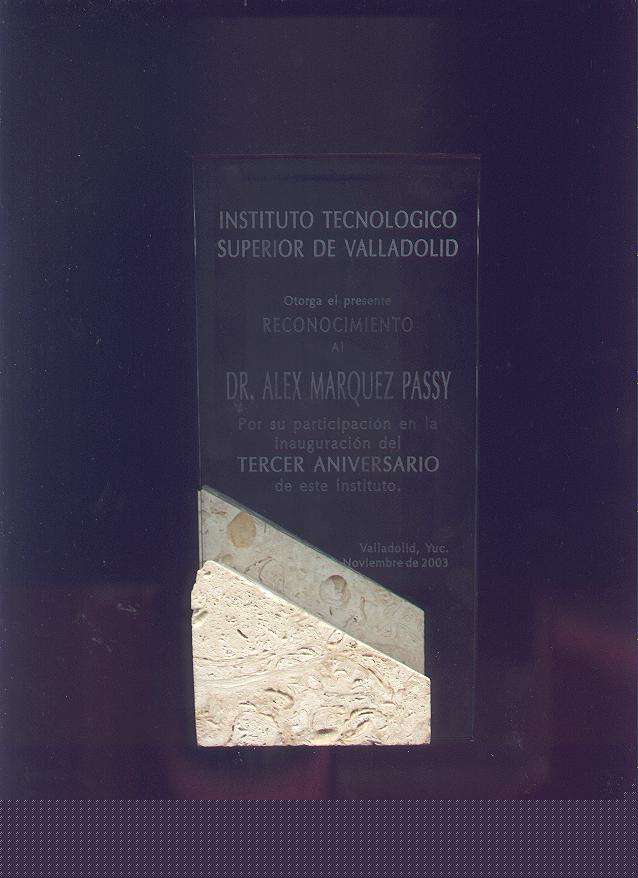 INSTITUTO TECNOLOGICO
SUPERIOR DE VALLADOLID
Otorga el presente
RECONOCIMIENTO
Al
DR. ALEX MARQUEZ PASSY
Por su participación en la
inauguración del
TERCER ANIVERSARIO
de este instituto.
Valladolid, Yuc.
Noviembre de 2003